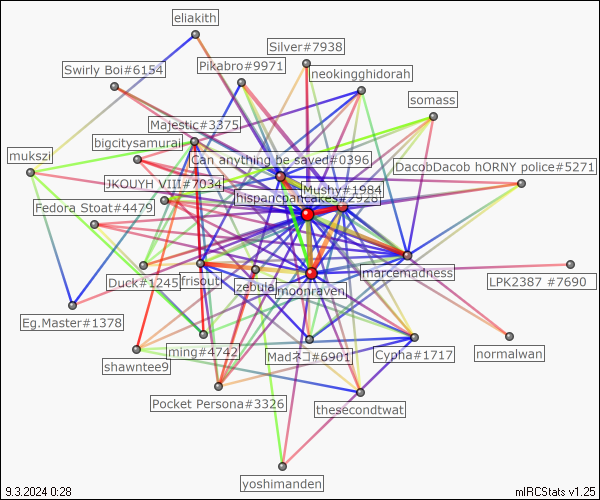 eliakith
Silver#7938
Pikabro#9971
Swirly Boi#6154
neokingghidorah
somass
Majestic#3375
bigcitysamurai
mukszi
Can anything be saved#0396
DacobDacob hORNY police#5271
JKOUYH VIII#7034
Mushy#1984
hispanicpancakes#2928
Fedora Stoat#4479
marcemadness
Duck#1245
frisout
zebula
moonraven
LPK2387 #7690
Eg.Master#1378
ming#4742
Madネコ#6901
Cypha#1717
normalwan
shawntee9
Pocket Persona#3326
thesecondtwat
yoshimanden
9.3.2024 0:28
mIRCStats v1.25